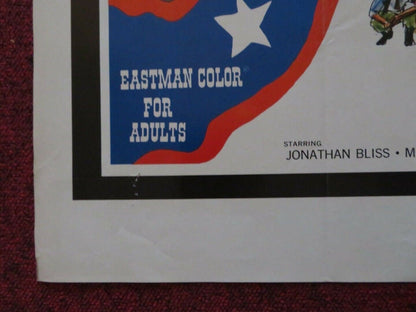 EASTMAN COLOR
FOR
ADULTS
STARRING
JONATHAN BLISS • M